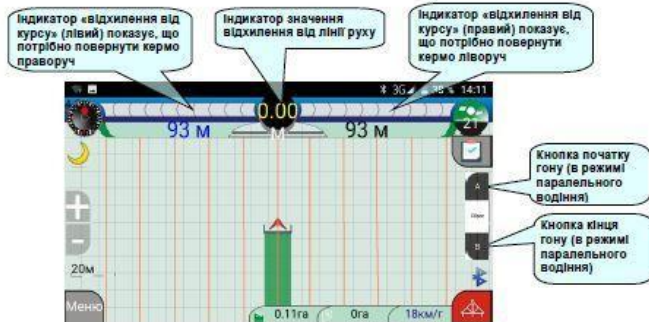 Індикатор «відхилення від
курсу» (лівий) показує, що
потрібно повернути кермо
праворуч
Індикатор значення
відхилення від лінії руху
Індикатор «відхилення від
курсу» (правий) показує,
що потрібно повернути
кермо ліворуч
3G 38 % 14:11
0.00
93 м
93 м
М
21
Кнопка початку
гону (в режимі
паралельного
водіння)
A
B
Кнопка кінця
гону (в режимі
паралельного
водіння)
20м
Меню
0.11га
0га
18км/г